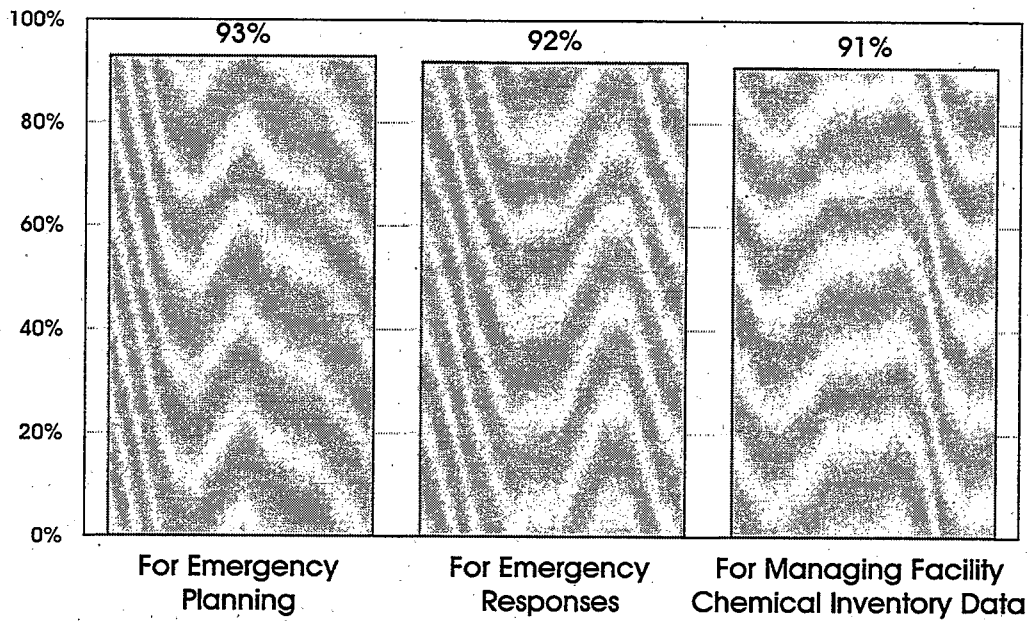 100%
80%
60%
40%
20%
0%
93%
92%
91%
For Emergency
Planning
For Emergency
Responses
For Managing Facility
Chemical Inventory Data